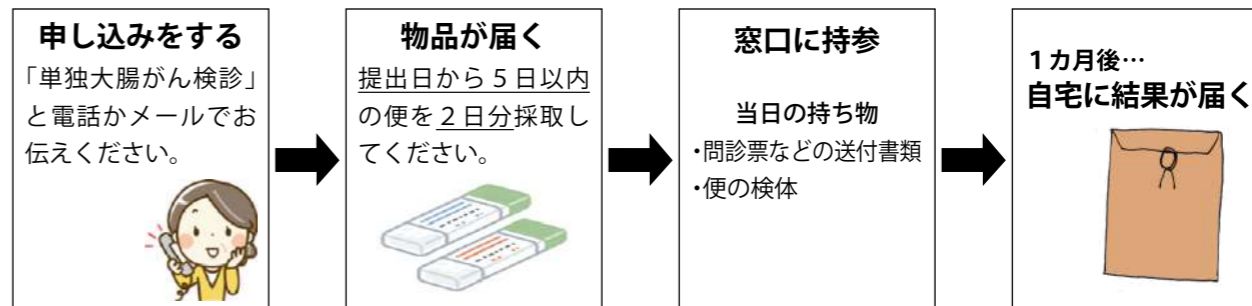 申し込みをする
「単独大腸がん検診」
と電話かメールでお
伝えください。
物品が届く
提出日から５日以内
の便を２日分採取し
てください。
窓口に持参
当日の持ち物
・問診票などの送付書類
・便の検体
１カ月後…
自宅に結果が届く